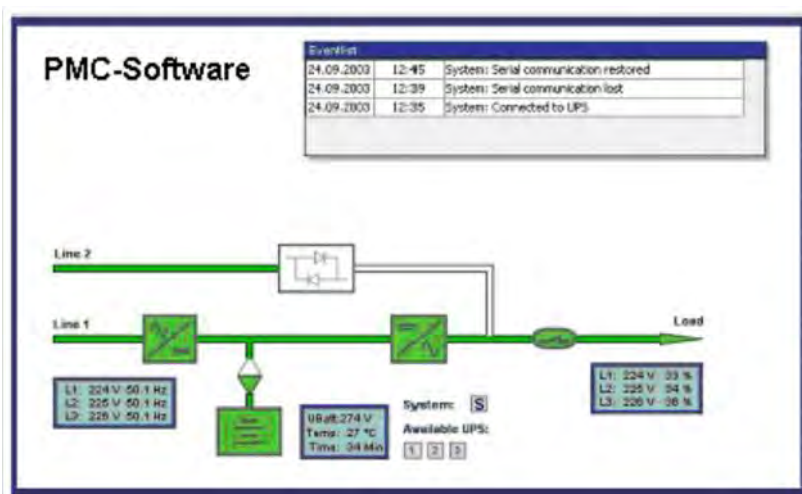 PMC-Software
Eventlist
24.09.2003 12:45 System: Serial communication restored
24.09.2003 12:39 System: Serial communication lost
24.09.2003 12:35 System: Connected to UPS
Line 2
Line 1
Load
L1: 224 V 50.1 Hz
L2: 225 V 50.1 Hz
L3: 226 V 50.1 Hz
UBatt: 274 V
Temp: 27 °C
Time: 34 Min
System: S
Available UPS:
1 2 3
L1: 224 V 33 %
L2: 225 V 34 %
L3: 226 V 36 %